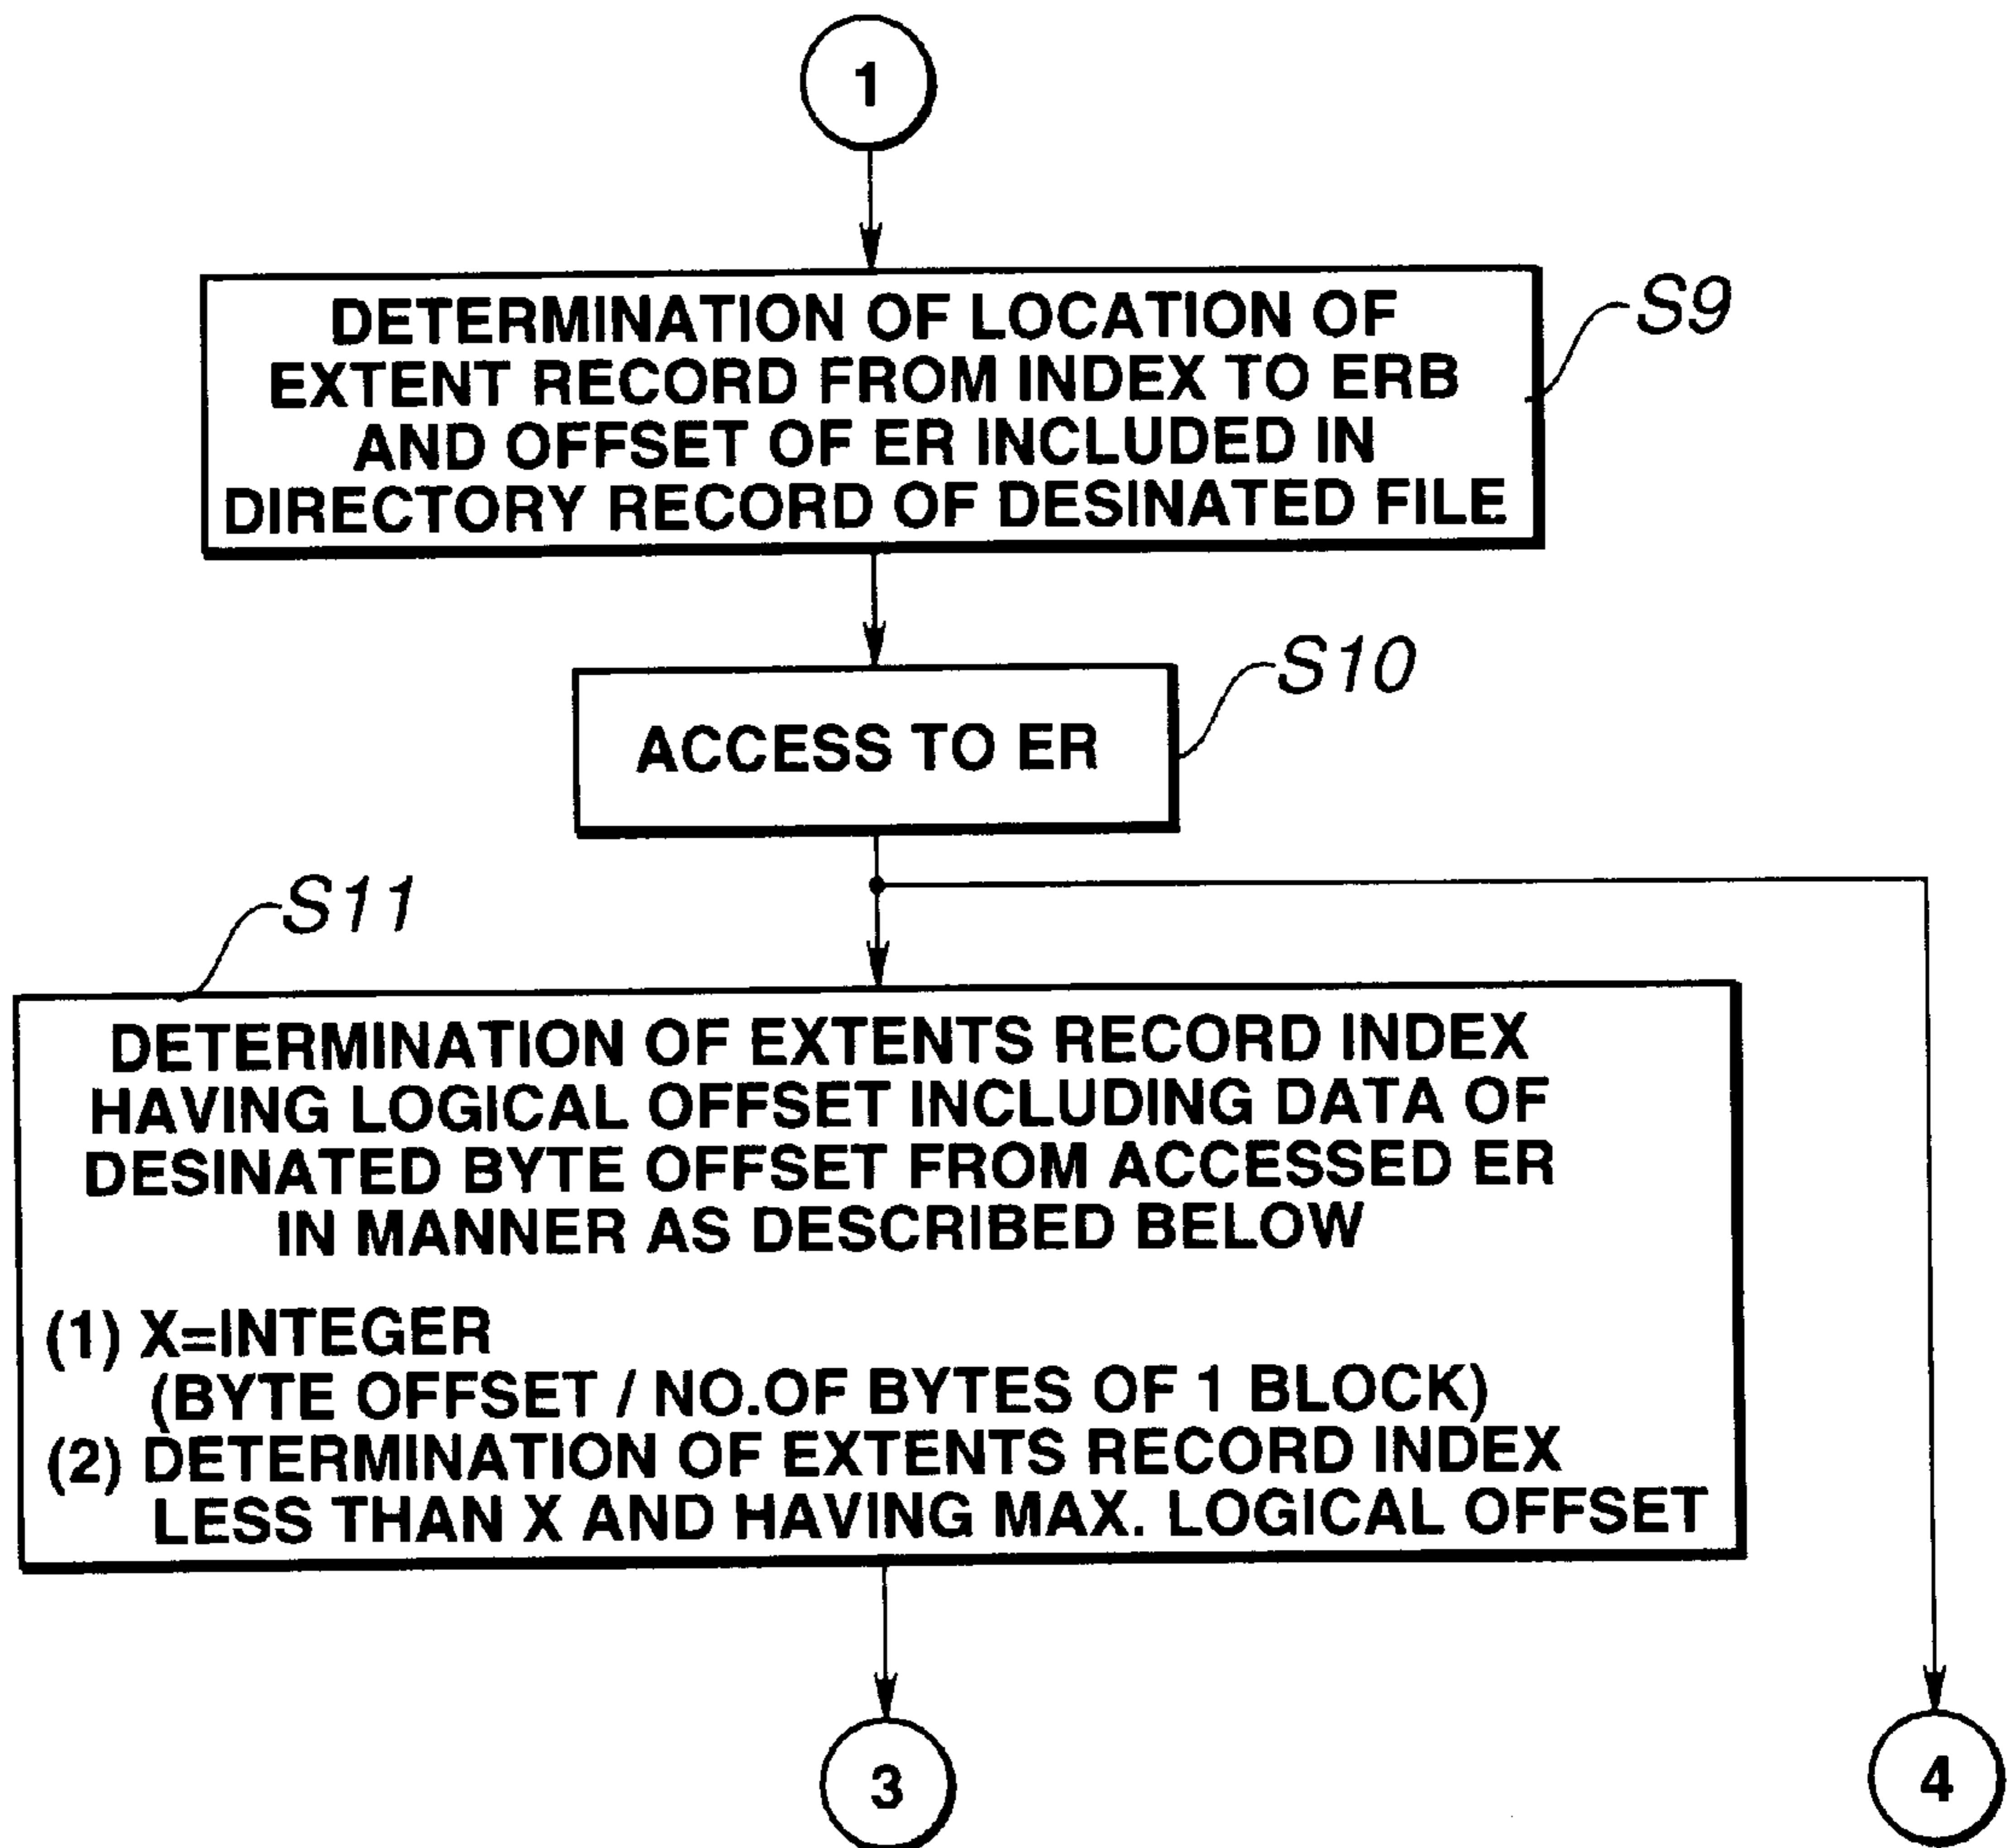 1
DETERMINATION OF LOCATION OF
EXTENT RECORD FROM INDEX TO ERB
AND OFFSET OF ER INCLUDED IN
DIRECTORY RECORD OF DESINATED FILE
S9
ACCESS TO ER
S10
S11
DETERMINATION OF EXTENTS RECORD INDEX
HAVING LOGICAL OFFSET INCLUDING DATA OF
DESINATED BYTE OFFSET FROM ACCESSED ER
IN MANNER AS DESCRIBED BELOW
(1) X=INTEGER
(BYTE OFFSET / NO.OF BYTES OF 1 BLOCK)
(2) DETERMINATION OF EXTENTS RECORD INDEX
LESS THAN X AND HAVING MAX. LOGICAL OFFSET
3
4